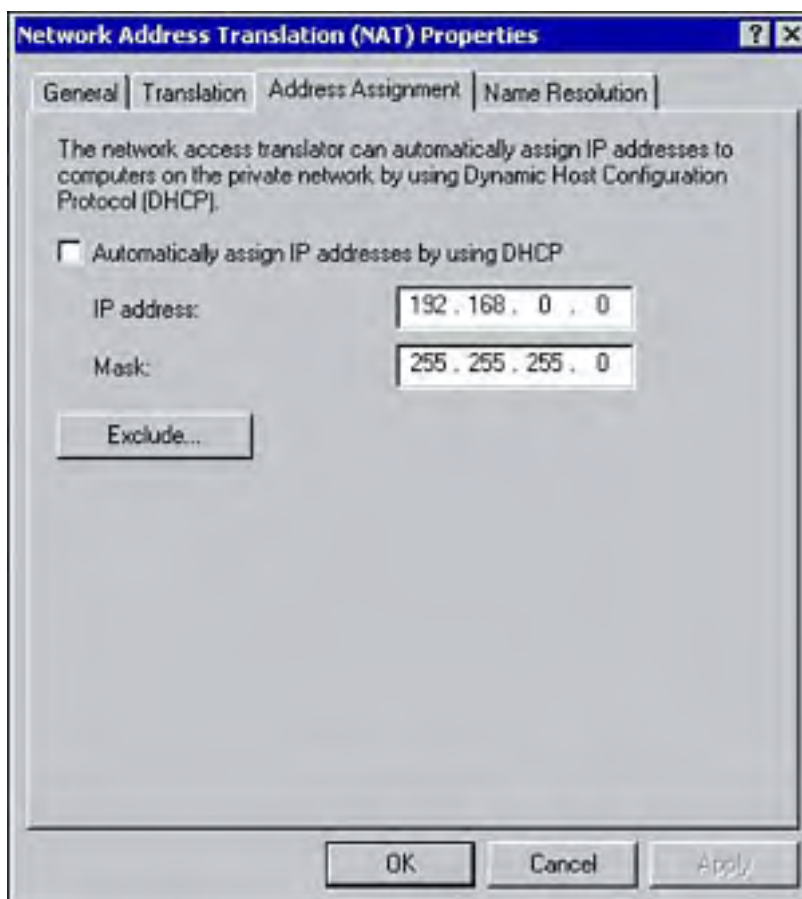 Network Address Translation (NAT) Properties ? ×
General Translation Address Assignment Name Resolution
The network access translator can automatically assign IP addresses to
computers on the private network by using Dynamic Host Configuration
Protocol (DHCP).
Automatically assign IP addresses by using DHCP
IP address: 192 . 168 . 0 . 0
Mask: 255 . 255 . 255 . 0
Exclude...
OK Cancel Apply